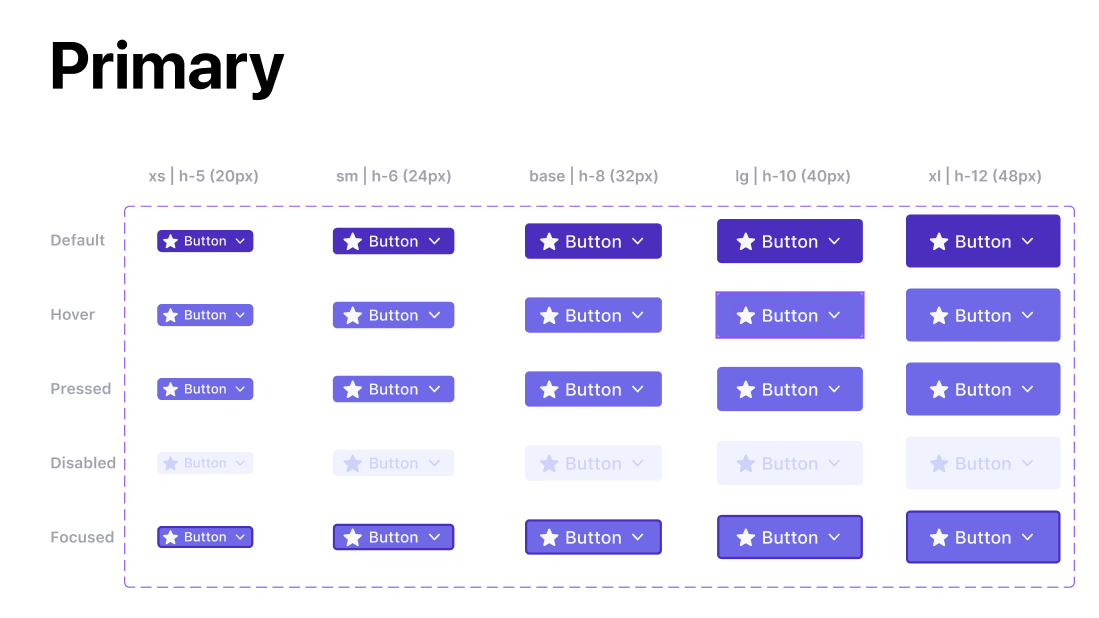 Primary
xs | h-5 (20px) sm | h-6 (24px) base | h-8 (32px) lg | h-10 (40px) xl | h-12 (48px)
Default Button Button Button Button Button
Hover Button Button Button Button Button
Pressed Button Button Button Button Button
Disabled Button Button Button Button Button
Focused Button Button Button Button Button